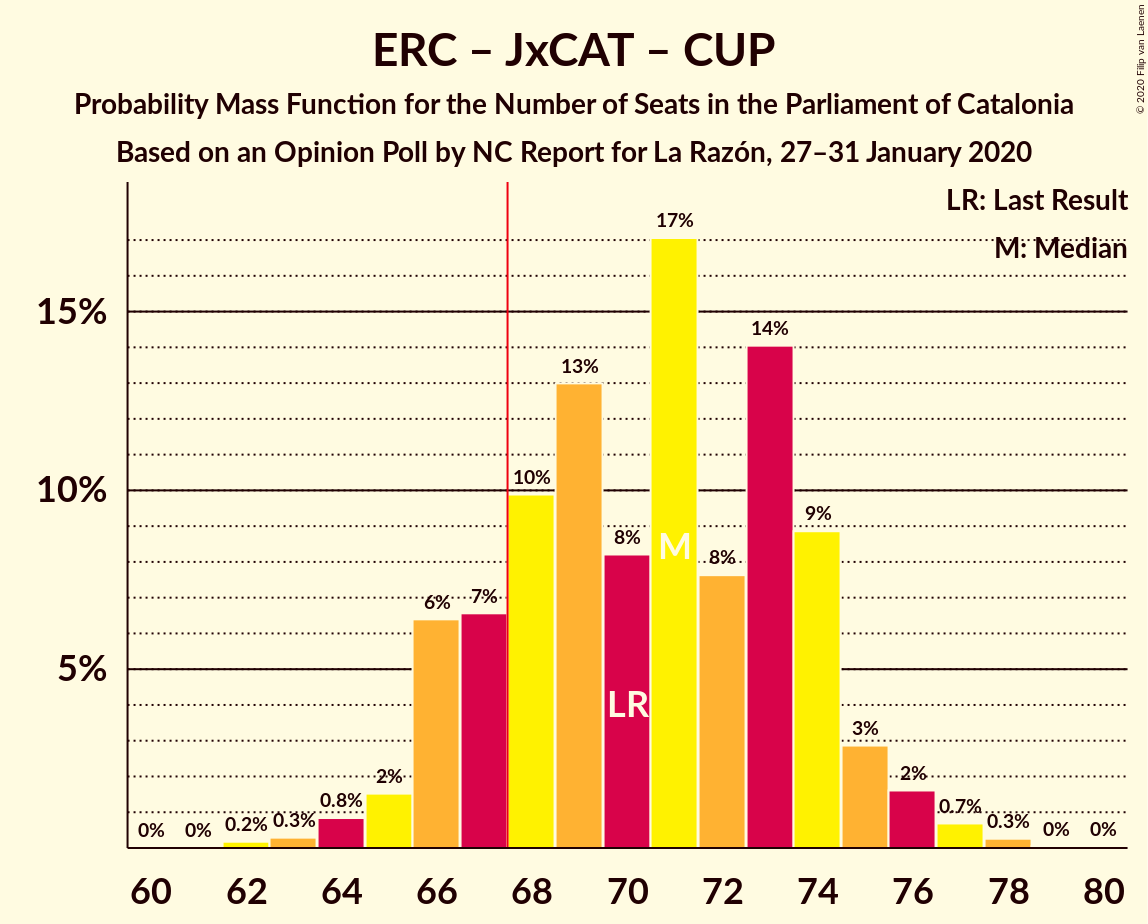 ERC – JxCAT – CUP
Probability Mass Function for the Number of Seats in the Parliament of Catalonia
Based on an Opinion Poll by NC Report for La Razón, 27–31 January 2020
© 2020 Filip van Laenen
LR: Last Result
M: Median
15%
10%
5%
0%
0%
0.2%
0.3%
0.8%
2%
6%
7%
10%
13%
8%
17%
8%
14%
9%
3%
2%
0.7%
0.3%
0%
0%
M
LR
60 62 64 66 68 70 72 74 76 78 80